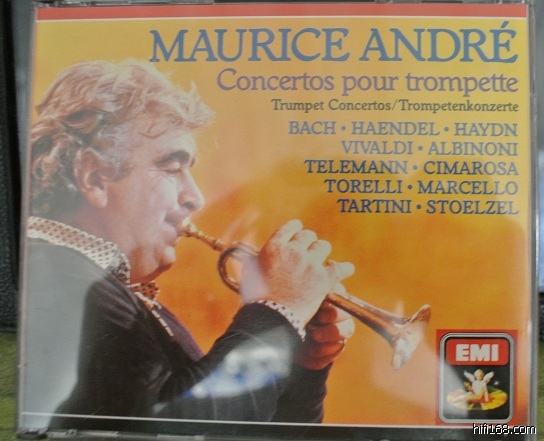 MAURICE ANDRÉ
Concertos pour trompette
Trumpet Concertos/Trompetenkonzerte
BACH • HAENDEL • HAYDN
VIVALDI • ALBINONI
TELEMANN • CIMAROSA
TORELLI • MARCELLO
TARTINI • STOELZEL
EMI
hifi168.com